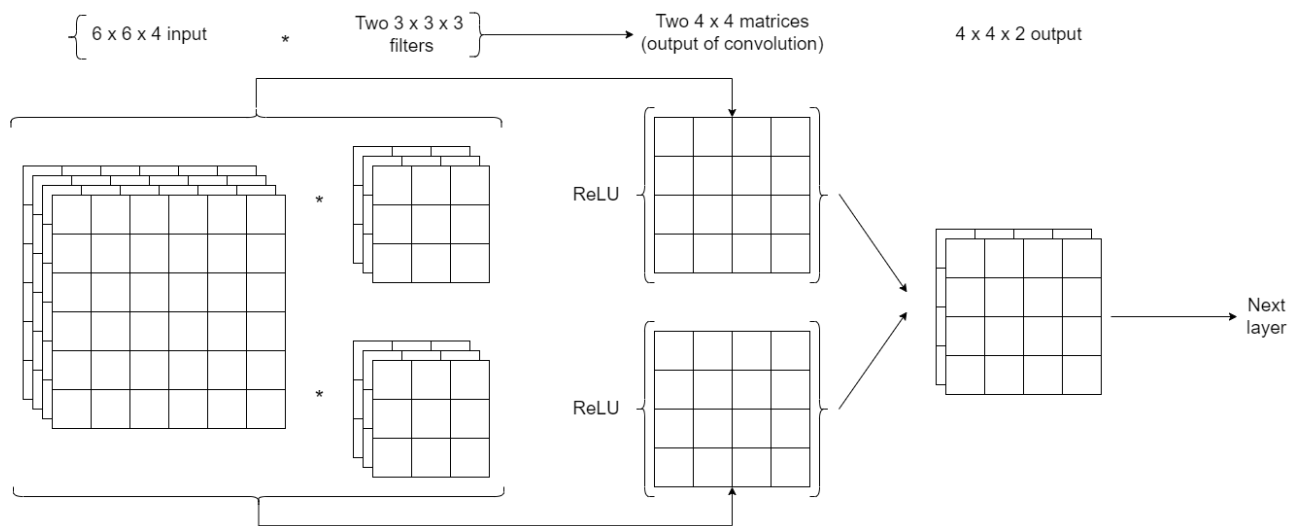 6 x 6 x 4 input
*
Two 3 x 3 x 3
filters
Two 4 x 4 matrices
(output of convolution)
4 x 4 x 2 output
*
ReLU
*
ReLU
Next
layer